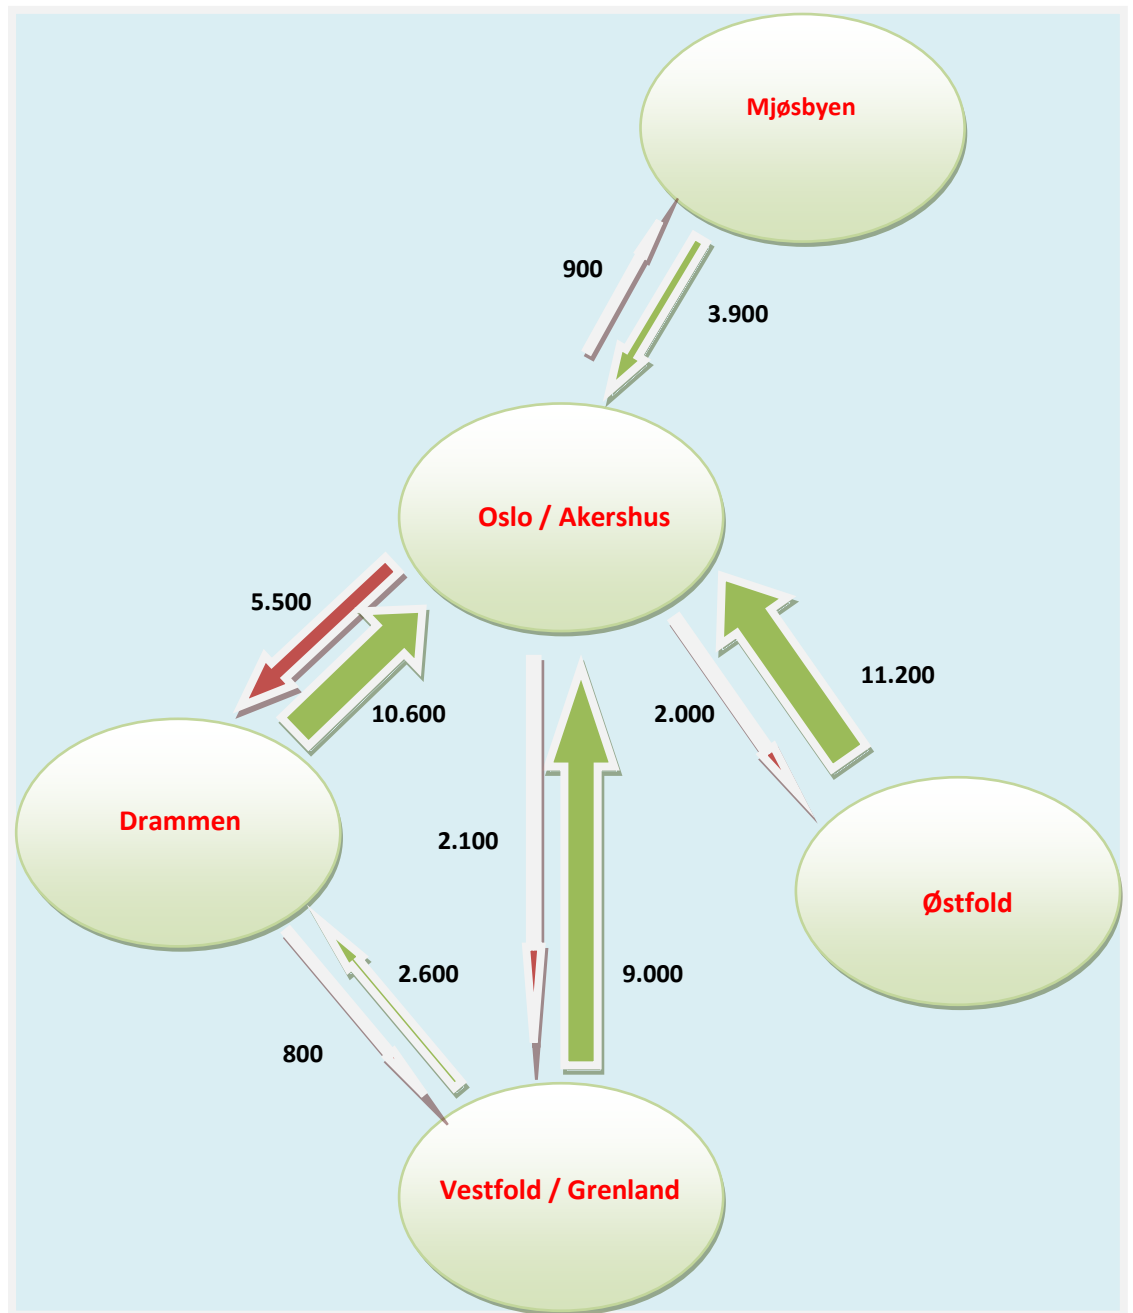 Mjøsbyen
900
3.900
Oslo / Akershus
5.500
10.600
11.200
2.000
Drammen
2.100
Østfold
2.600
9.000
800
Vestfold / Grenland